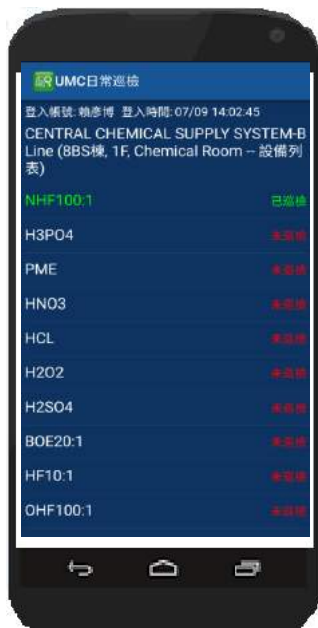 UMC日常巡檢
登入帳號:賴彥博 登入時間:07/09 14:02:45
CENTRAL CHEMICAL SUPPLY SYSTEM-B
Line (8BS棟, 1F, Chemical Room -- 設備列
表)
NHF100:1 已巡檢
H3PO4 未巡檢
PME 未巡檢
HNO3 未巡檢
HCL 未巡檢
H2O2 未巡檢
H2SO4 未巡檢
BOE20:1 未巡檢
HF10:1 未巡檢
OHF100:1 未巡檢